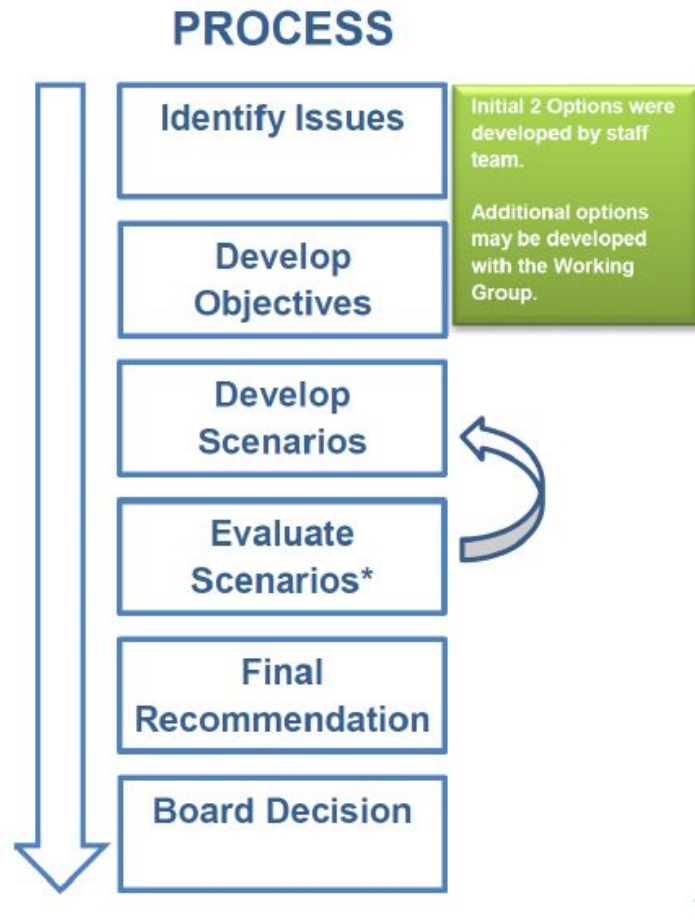 PROCESS
Identify Issues
Initial 2 Options were
developed by staff
team.
Additional options
may be developed
with the Working
Group.
Develop
Objectives
Develop
Scenarios
Evaluate
Scenarios*
Final
Recommendation
Board Decision